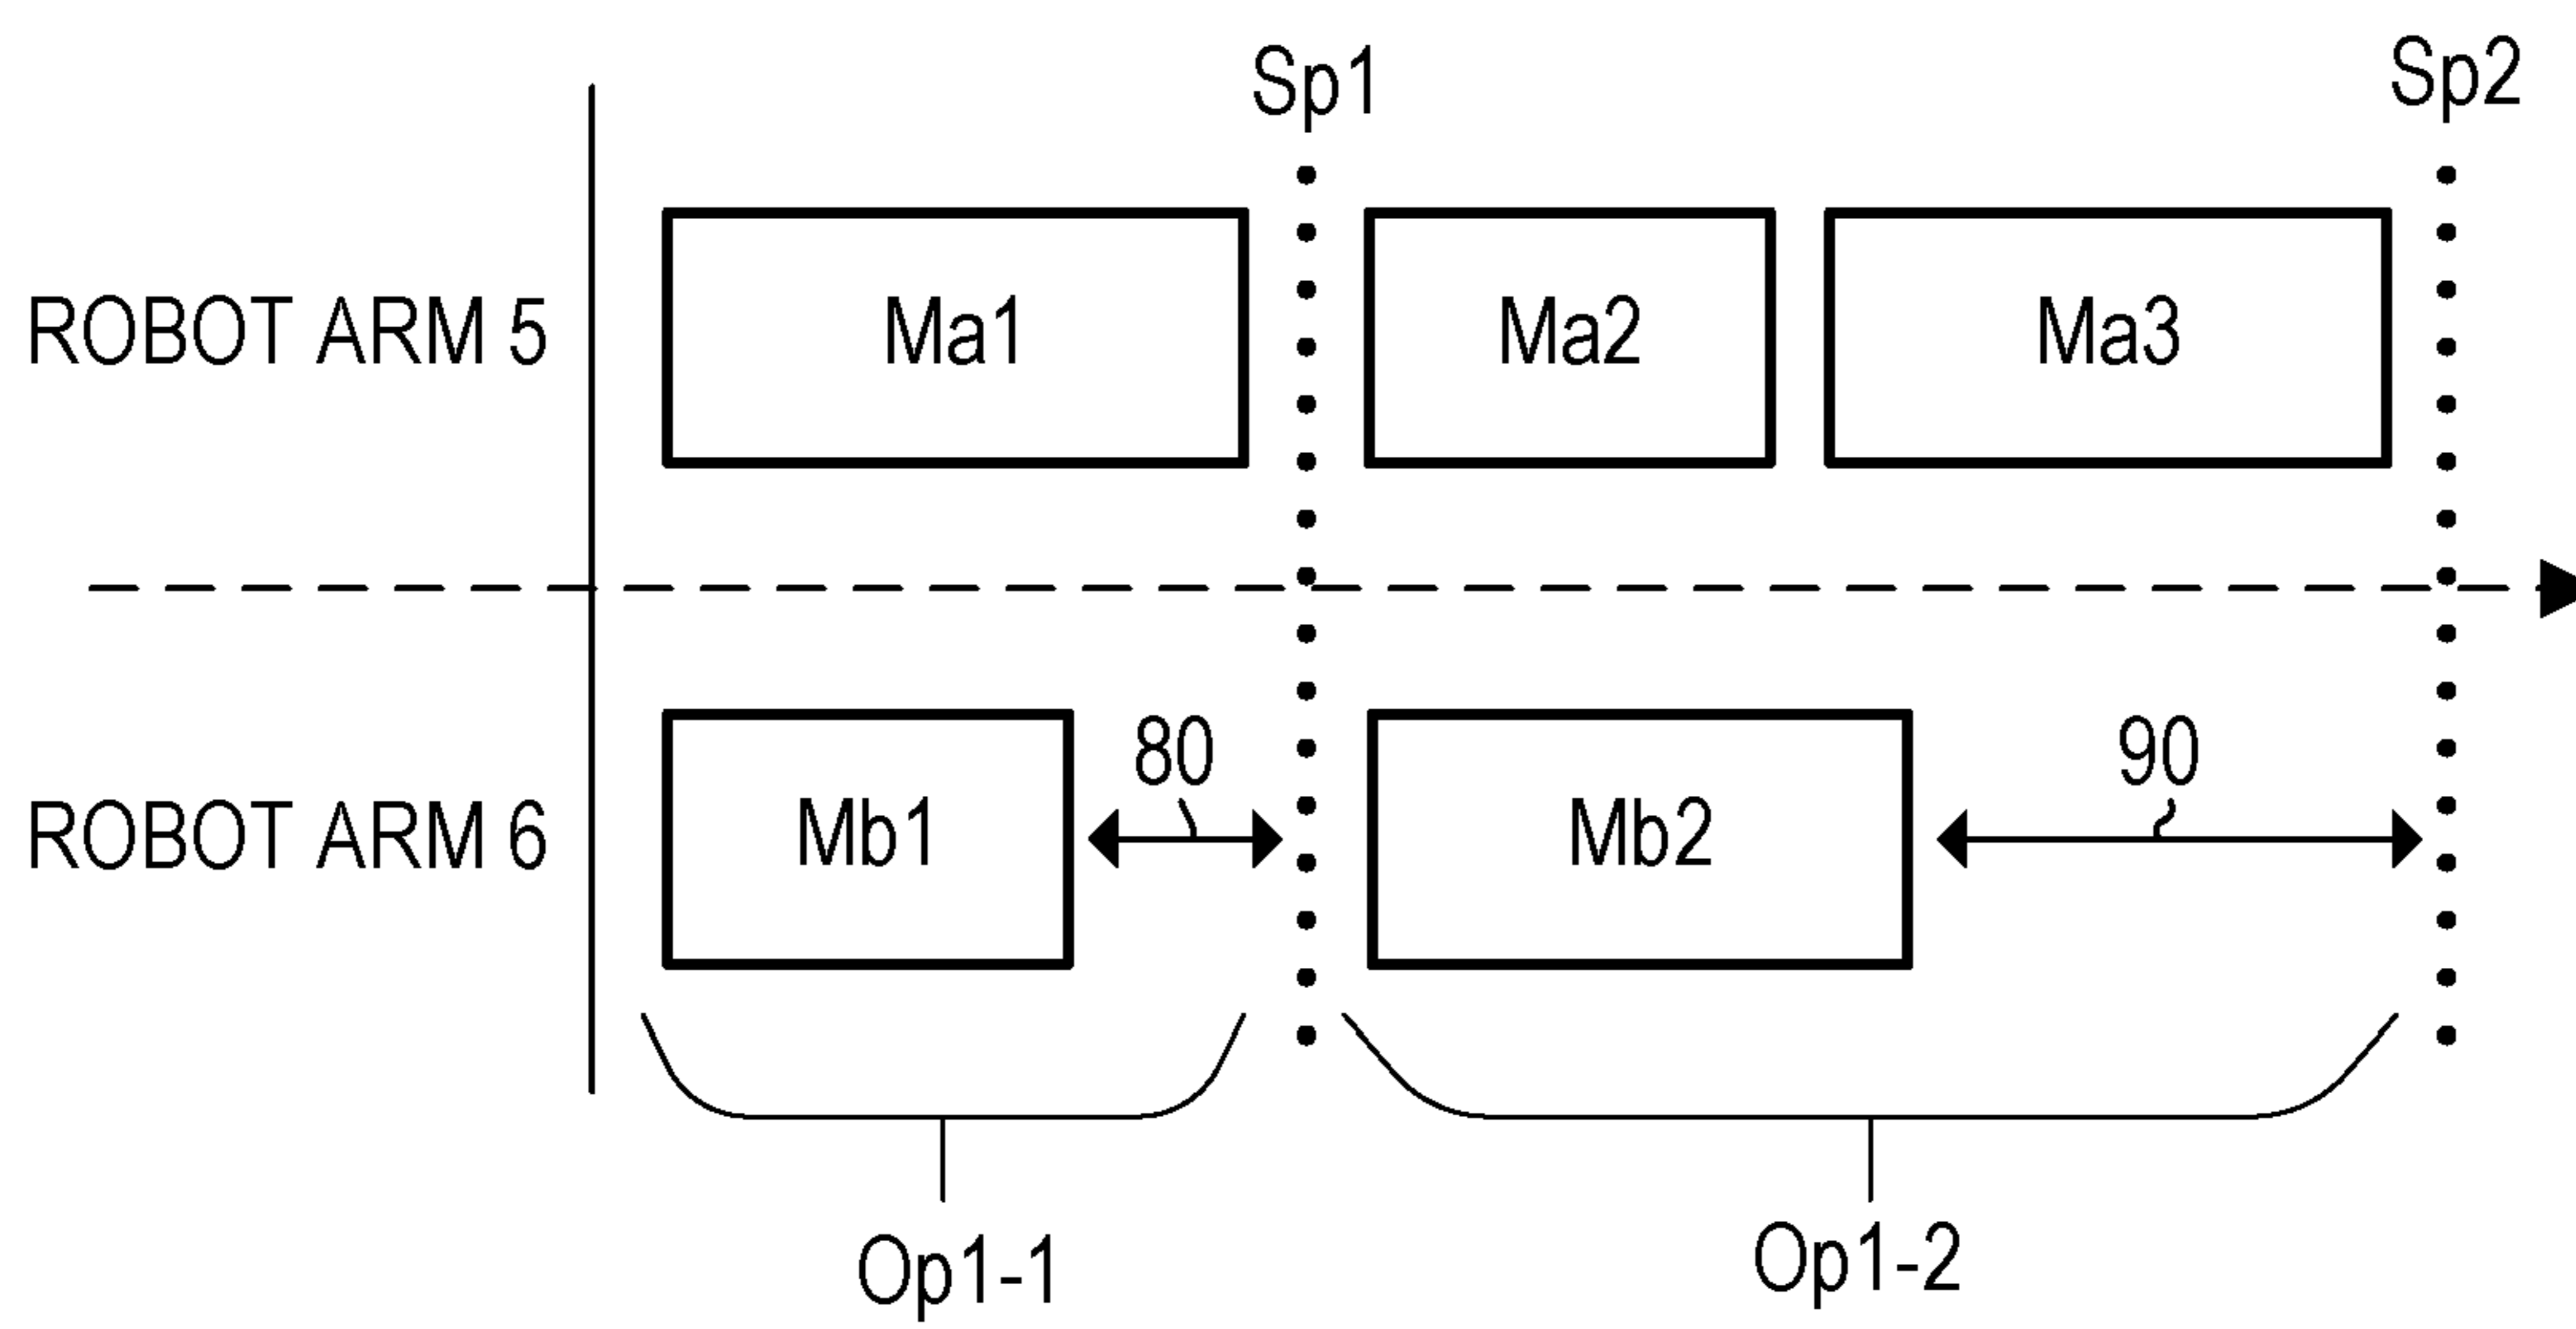 Sp1
Sp2
ROBOT ARM 5
Ma1
Ma2
Ma3
ROBOT ARM 6
Mb1
80
Mb2
90
Op1-1
Op1-2